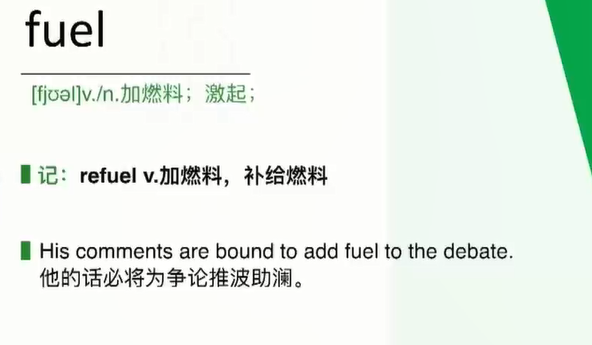 fuel
[fjʊəl]v./n.加燃料；激起；
记：refuel v.加燃料，补给燃料
His comments are bound to add fuel to the debate.
他的话必将为争论推波助澜。